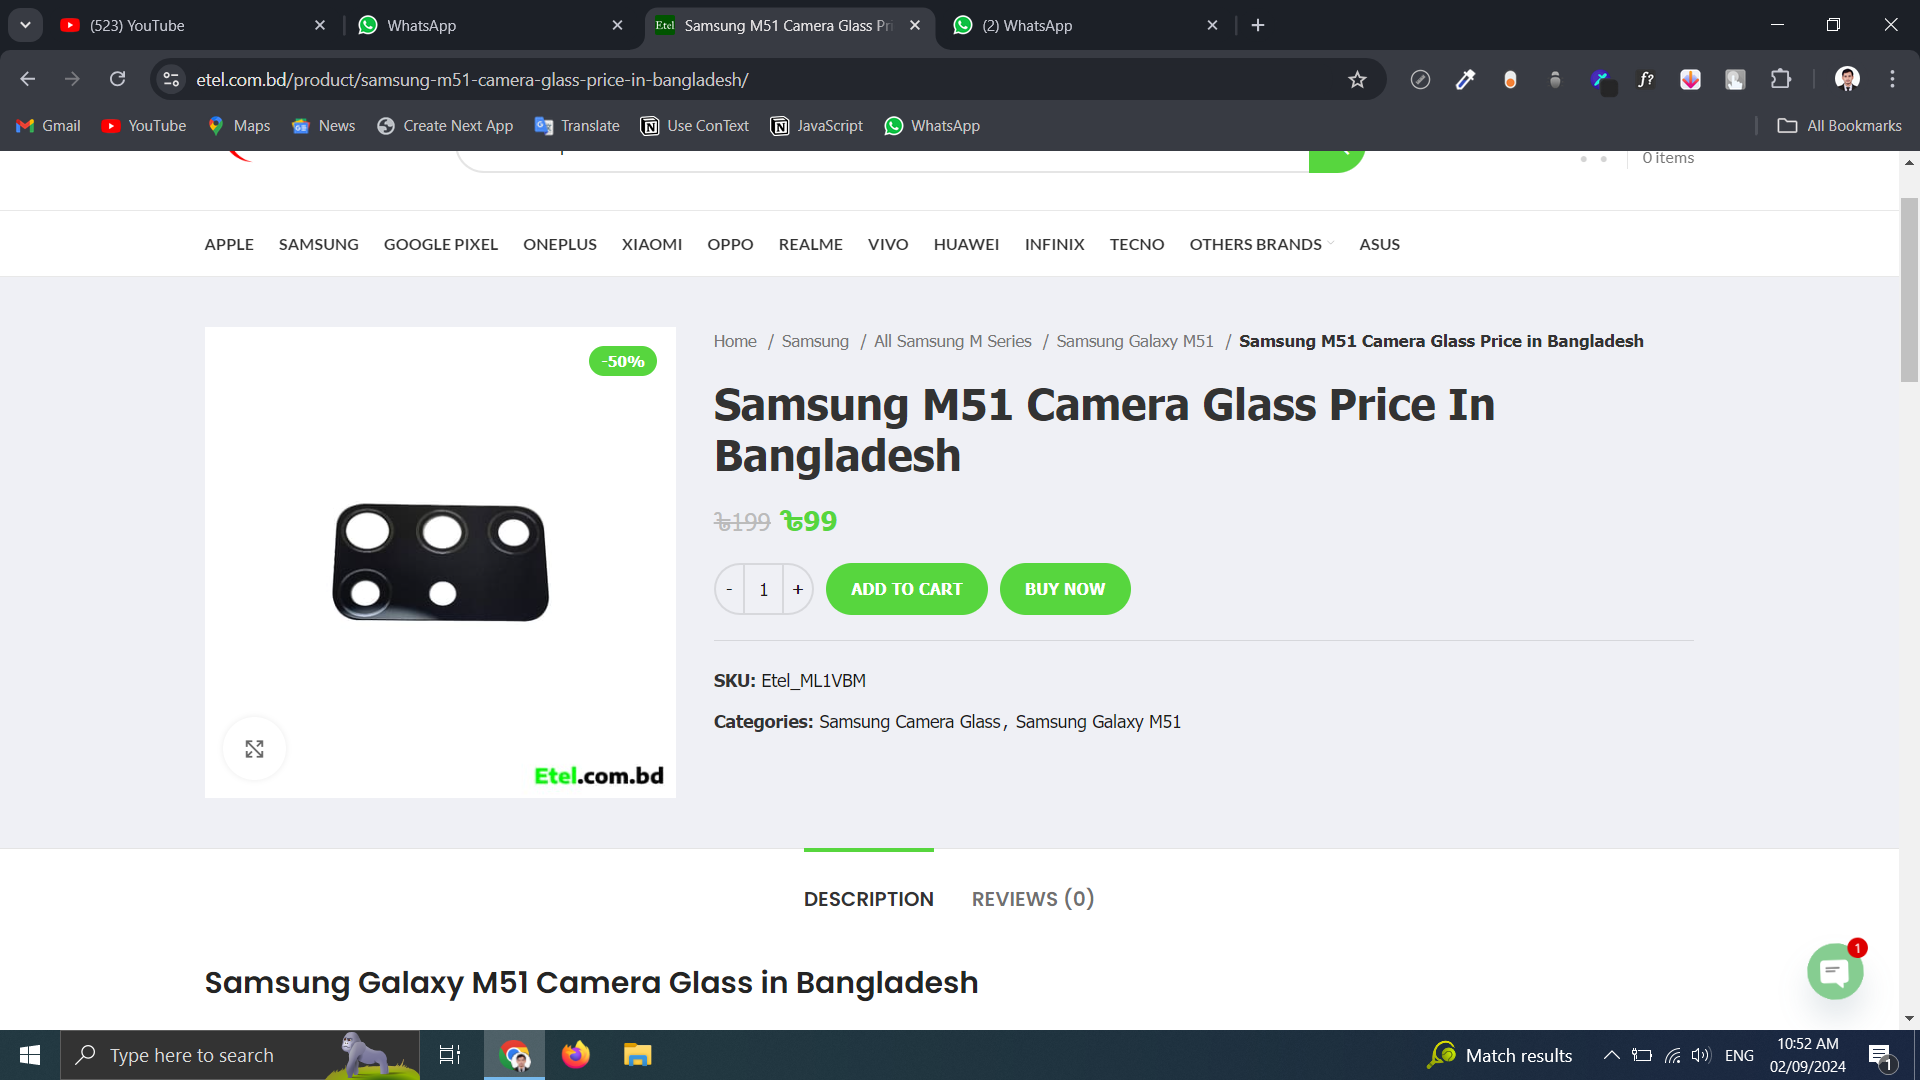 (523) YouTube
WhatsApp
Etel Samsung M51 Camera Glass Pri
(2) WhatsApp
etel.com.bd/product/samsung-m51-camera-glass-price-in-bangladesh/
f?
Gmail
YouTube
Maps
News
Create Next App
Translate
Use ConText
JavaScript
WhatsApp
All Bookmarks
0 items
APPLE SAMSUNG GOOGLE PIXEL ONEPLUS XIAOMI OPPO REALME VIVO HUAWEI INFINIX TECNO OTHERS BRANDS ASUS
-50%
Etel.com.bd
Home / Samsung / All Samsung M Series / Samsung Galaxy M51 / Samsung M51 Camera Glass Price in Bangladesh
Samsung M51 Camera Glass Price In
Bangladesh
৳199 ৳99
- 1 + ADD TO CART BUY NOW
SKU: Etel_ML1VBM
Categories: Samsung Camera Glass, Samsung Galaxy M51
DESCRIPTION REVIEWS (0)
1
Samsung Galaxy M51 Camera Glass in Bangladesh
Type here to search
Match results
ENG
10:52 AM
02/09/2024
1